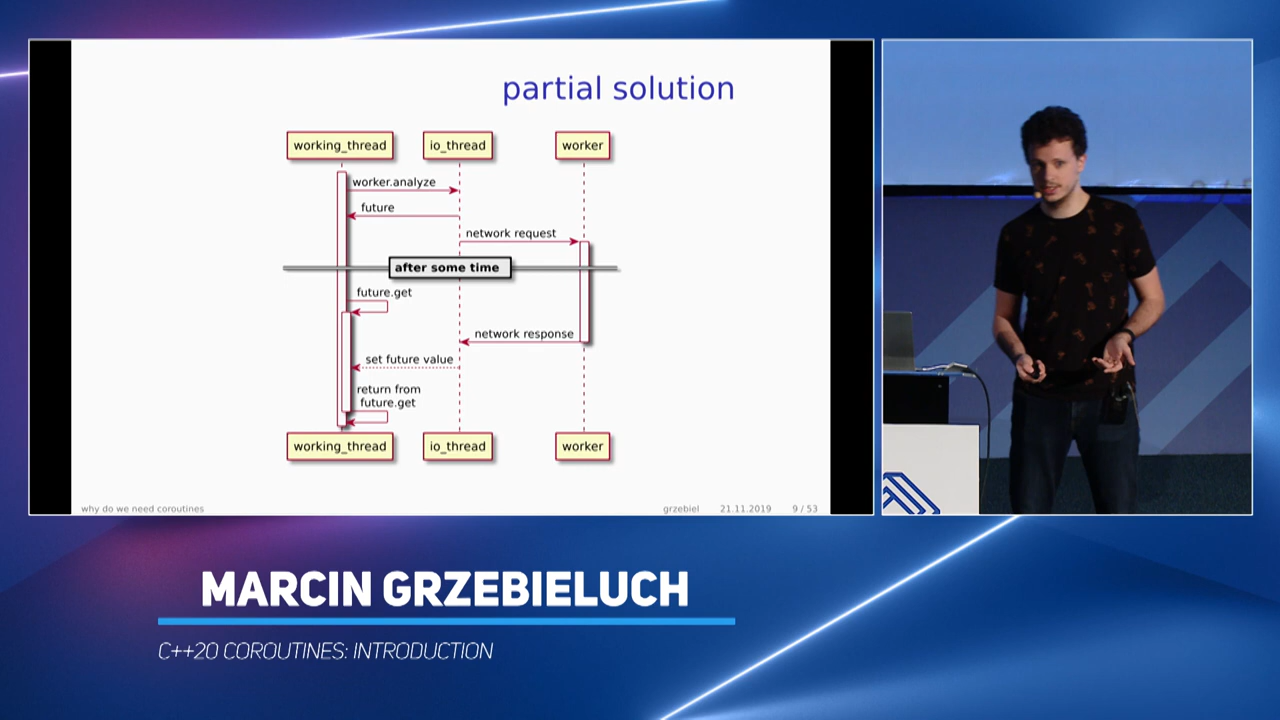 partial solution
working_thread
io_thread
worker
worker.analyze
future
network request
after some time
future.get
network response
set future value
return from
future.get
working_thread
io_thread
worker
why do we need coroutines
grzebiel
21.11.2019
9 / 53
MARCIN GRZEBIELUCH
C++20 COROUTINES: INTRODUCTION